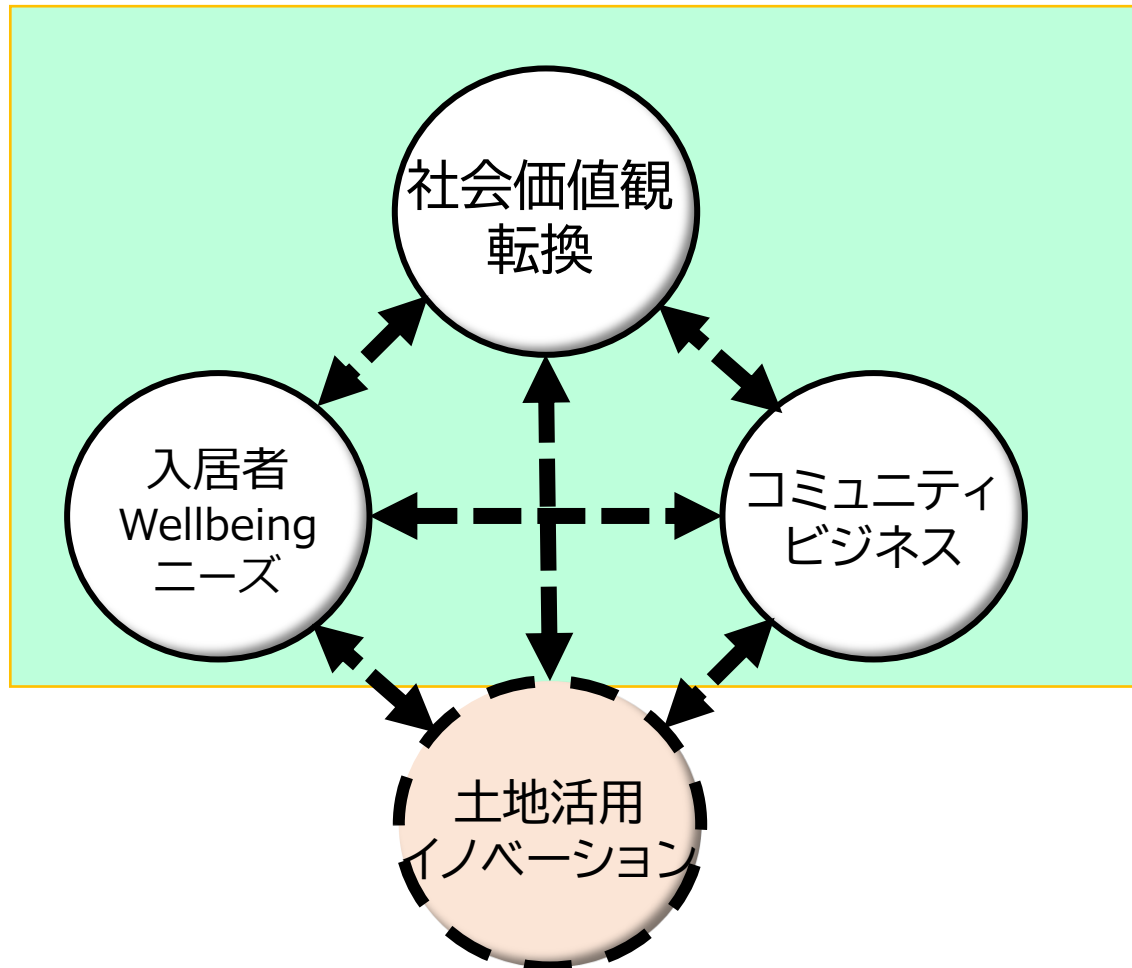 社会価値観
転換
入居者
Wellbeing
ニーズ
コミュニティ
ビジネス
土地活用
イノベーション